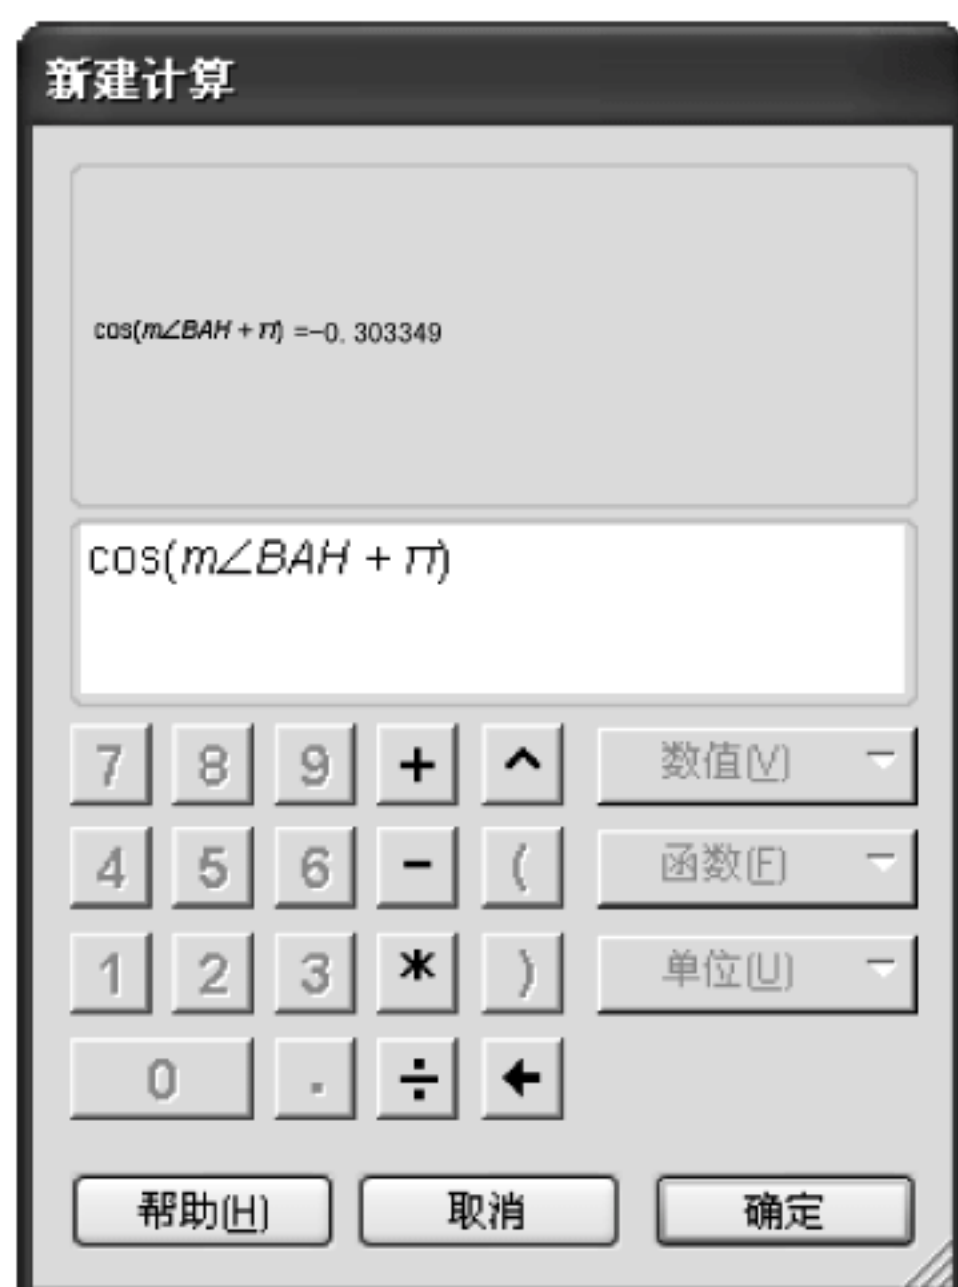 新建计算
cos(m∠BAH + π) =-0. 303349
cos(m∠BAH + π)
7 8 9 + ^ 数值(V)
4 5 6 - ( 函数(F)
1 2 3 * ) 单位(U)
0 . ÷ ←
帮助(H) 取消 确定